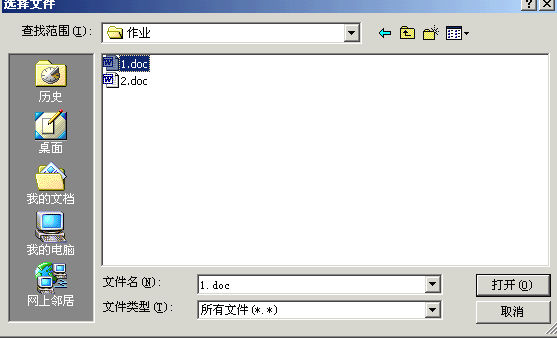 选择文件
查找范围(I):
作业
1.doc
2.doc
历史
桌面
我的文档
我的电脑
网上邻居
文件名(N):
1.doc
打开(O)
文件类型(T):
所有文件(*.*)
取消